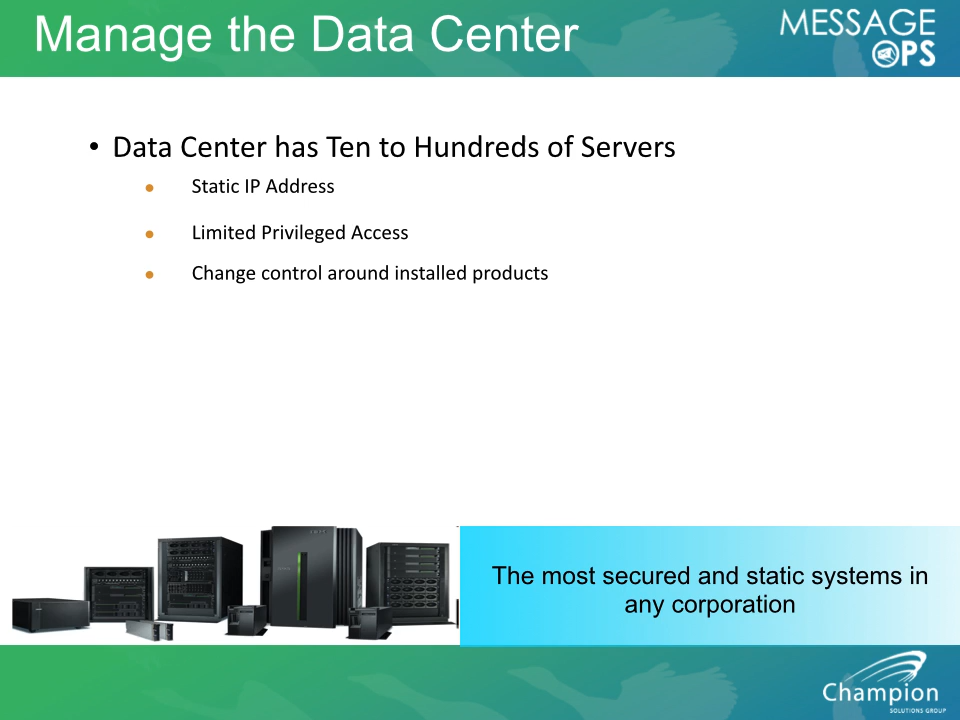 Manage the Data Center
MESSAGE
OPS
• Data Center has Ten to Hundreds of Servers
● Static IP Address
● Limited Privileged Access
● Change control around installed products
The most secured and static systems in
any corporation
Champion
SOLUTIONS GROUP